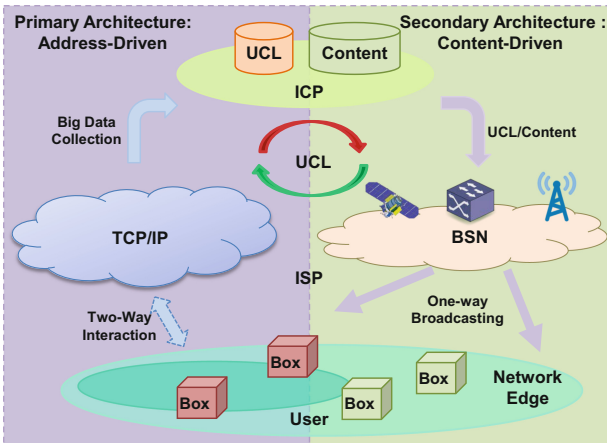 Primary Architecture:
Address-Driven
Secondary Architecture :
Content-Driven
UCL
Content
ICP
Big Data
Collection
UCL
UCL/Content
TCP/IP
BSN
ISP
Two-Way
Interaction
One-way
Broadcasting
Box
Box
Box
Box
Network
Edge
User